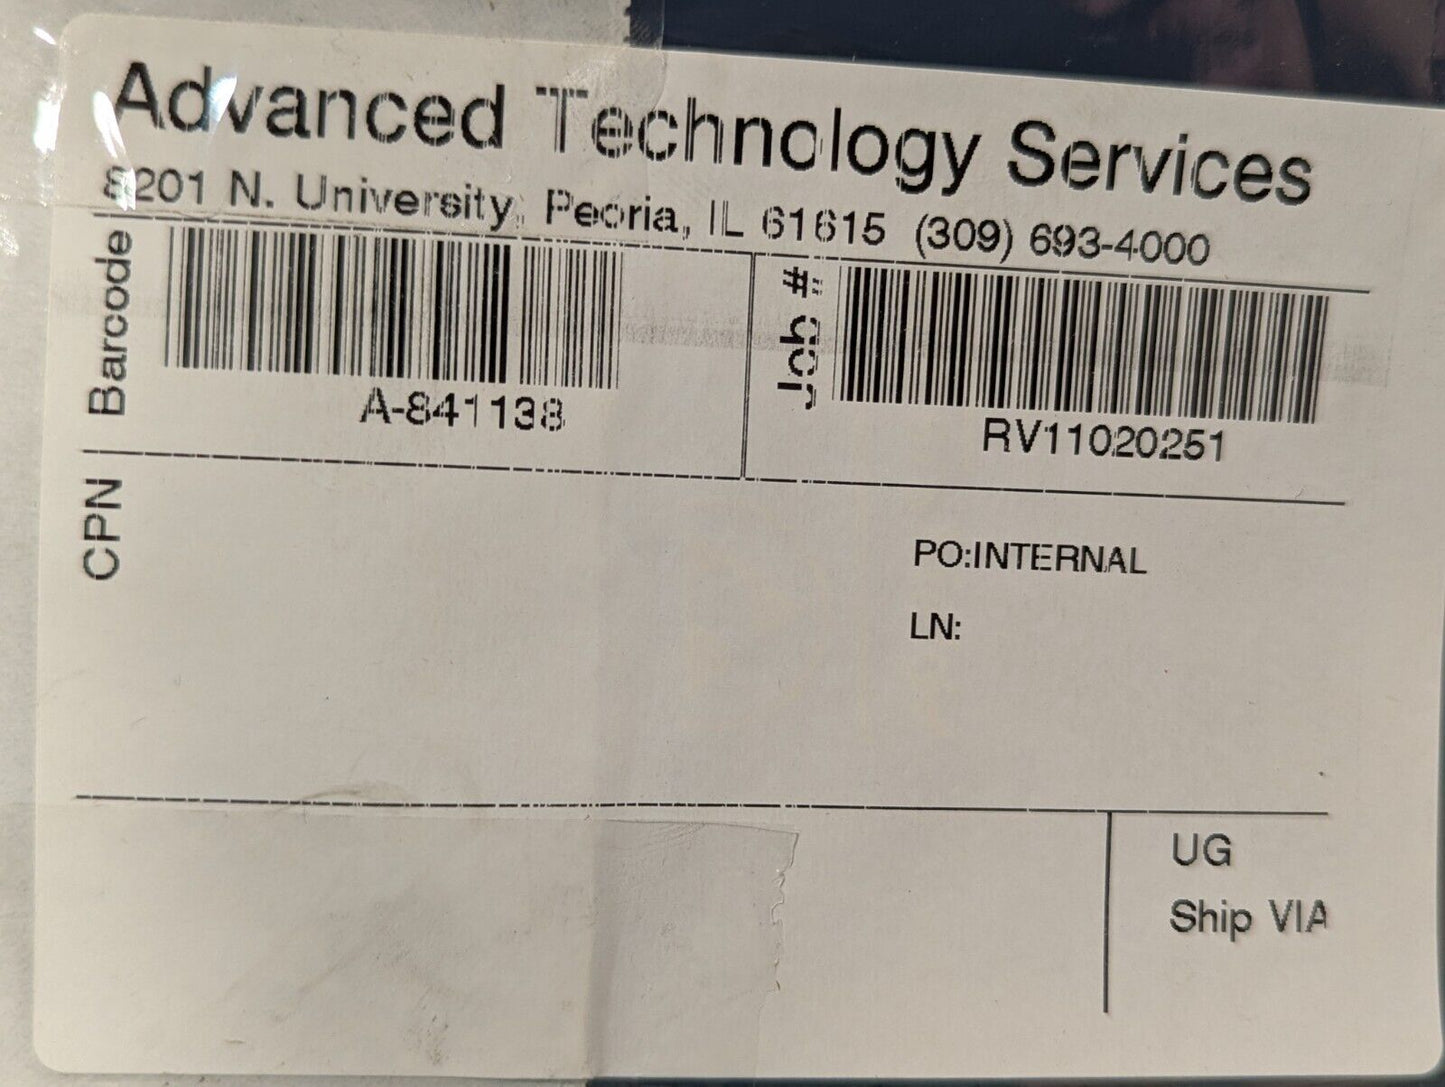 Advanced Technology Services
8201 N. University, Peoria, IL 61615 (309) 693-4000
Barcode
A-841138
Job #
RV11020251
CPN
PO:INTERNAL
LN:
UG
Ship VIA